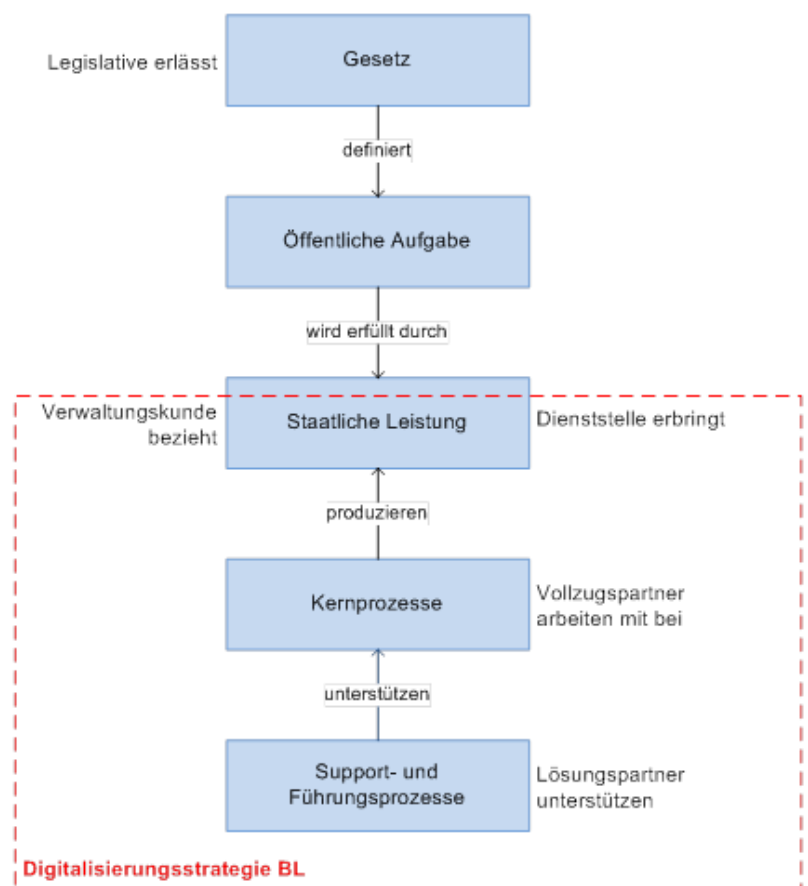 Legislative erlässt
Gesetz
definiert
Öffentliche Aufgabe
wird erfüllt durch
Verwaltungskunde
bezieht
Staatliche Leistung
Dienststelle erbringt
produzieren
Kernprozesse
Vollzugspartner
arbeiten mit bei
unterstützen
Support- und
Führungsprozesse
Lösungspartner
unterstützen
Digitalisierungsstrategie BL